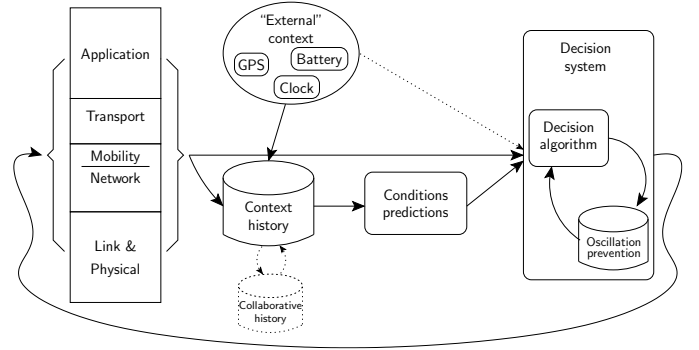 Application
Transport
Mobility
Network
Link &
Physical
“External”
context
GPS
Battery
Clock
Context
history
Collaborative
history
Conditions
predictions
Decision
system
Decision
algorithm
Oscillation
prevention